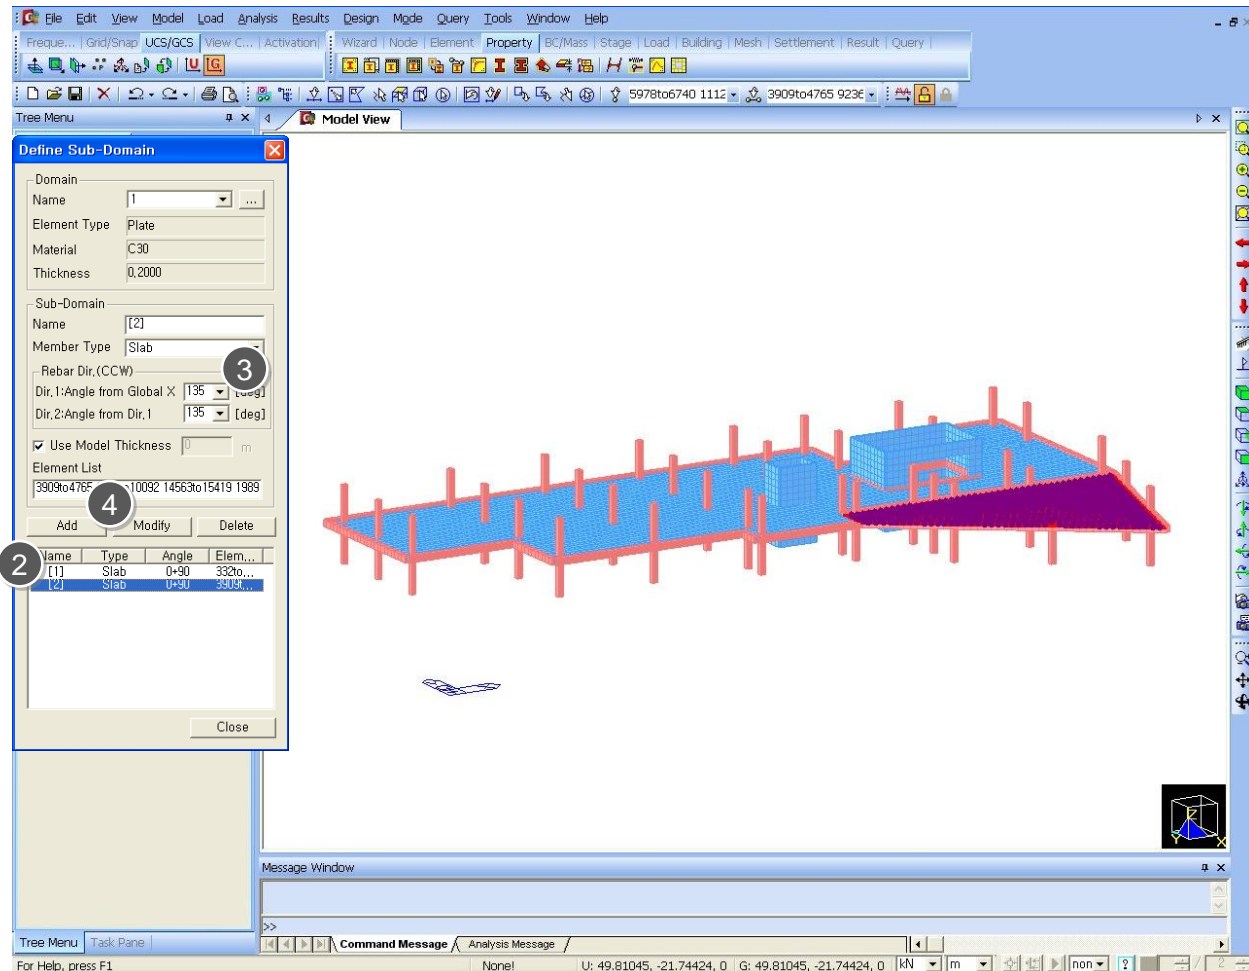 File Edit View Model Load Analysis Results Design Mode Query Tools Window Help
Freque... Grid/Snap UCS/GCS View C... Activation Wizard Node Element Property BC/Mass Stage Load Building Mesh Settlement Result Query
5978to6740 1112 3909to4765 9236
Tree Menu
Model View
Define Sub-Domain
Domain
Name 1 ...
Element Type Plate
Material C30
Thickness 0,2000
Sub-Domain
Name [2]
Member Type Slab
3
Rebar Dir,(CCW)
Dir,1:Angle from Global X 135 [deg]
Dir,2:Angle from Dir,1 135 [deg]
Use Model Thickness 0 m
Element List
3909to4765 10092 14563to15419 1989
4
Add Modify Delete
2
Name Type Angle Elem,,,
[1] Slab 0+90 332to,,,
[2] Slab 0+90 3909t,,,
Close
Z
Y X
Message Window
>>
Tree Menu Task Pane Command Message Analysis Message
For Help, press F1 None! U: 49.81045, -21.74424, 0 G: 49.81045, -21.74424, 0 kN m non ? / 2